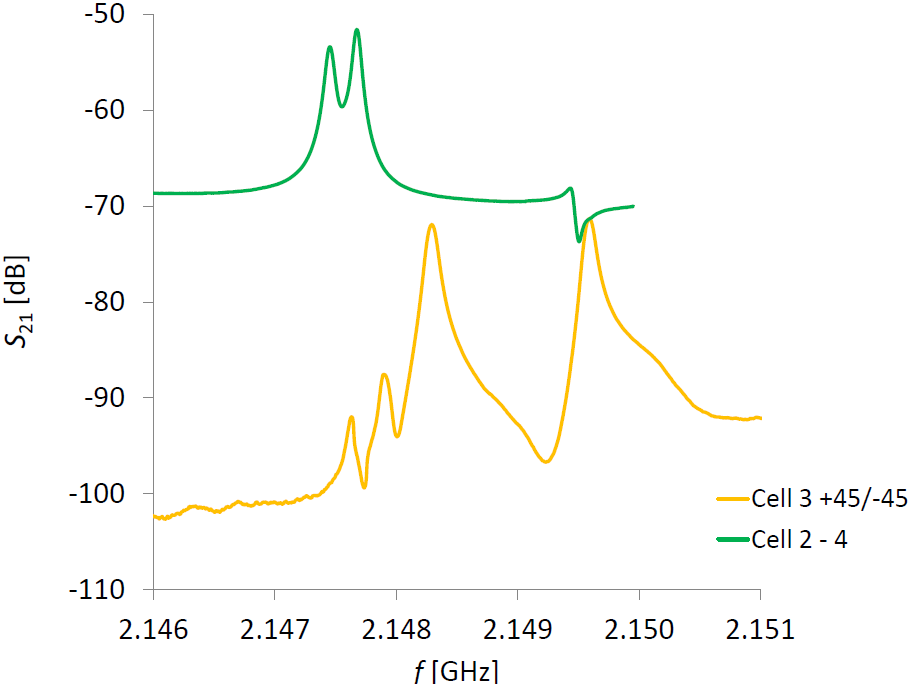 -50
-60
-70
-80
-90
-100
-110
S21 [dB]
2.146 2.147 2.148 2.149 2.150 2.151
f [GHz]
Cell 3 +45/-45
Cell 2 - 4